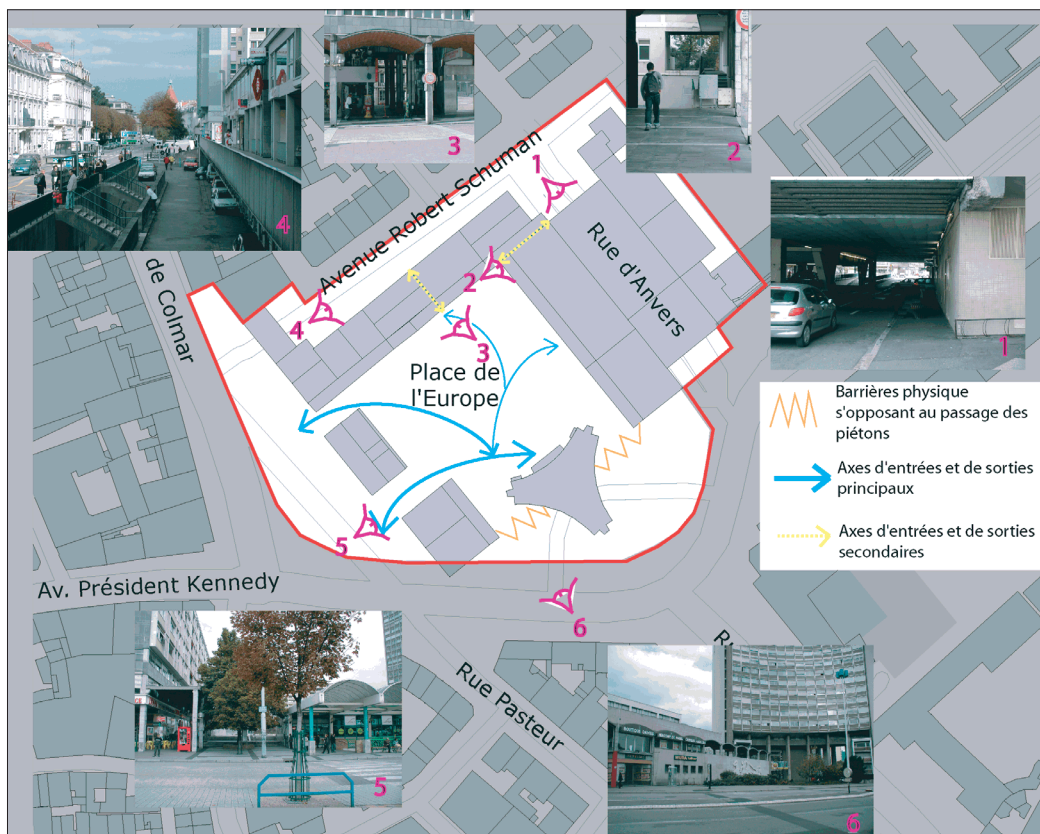 4
3
2
1
1
Avenue Robert Schuman
2
Rue d'Anvers
de Colmar
4
3
Place de
l'Europe
Barrières physique
s'opposant au passage des
piétons
Axes d'entrées et de sorties
principaux
Axes d'entrées et de sorties
secondaires
5
Av. Président Kennedy
6
Rue Pasteur
5
6